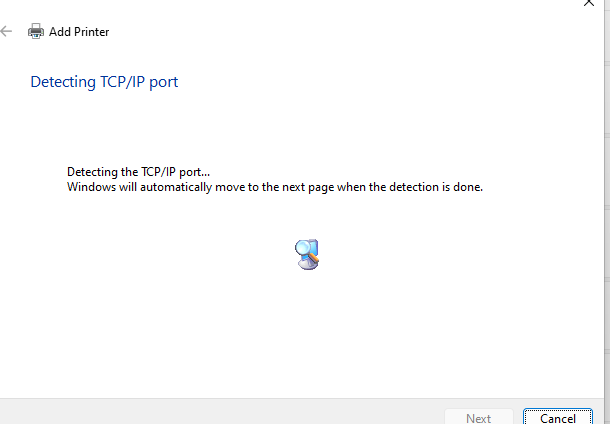 Add Printer
Detecting TCP/IP port
Detecting the TCP/IP port...
Windows will automatically move to the next page when the detection is done.
Next
Cancel